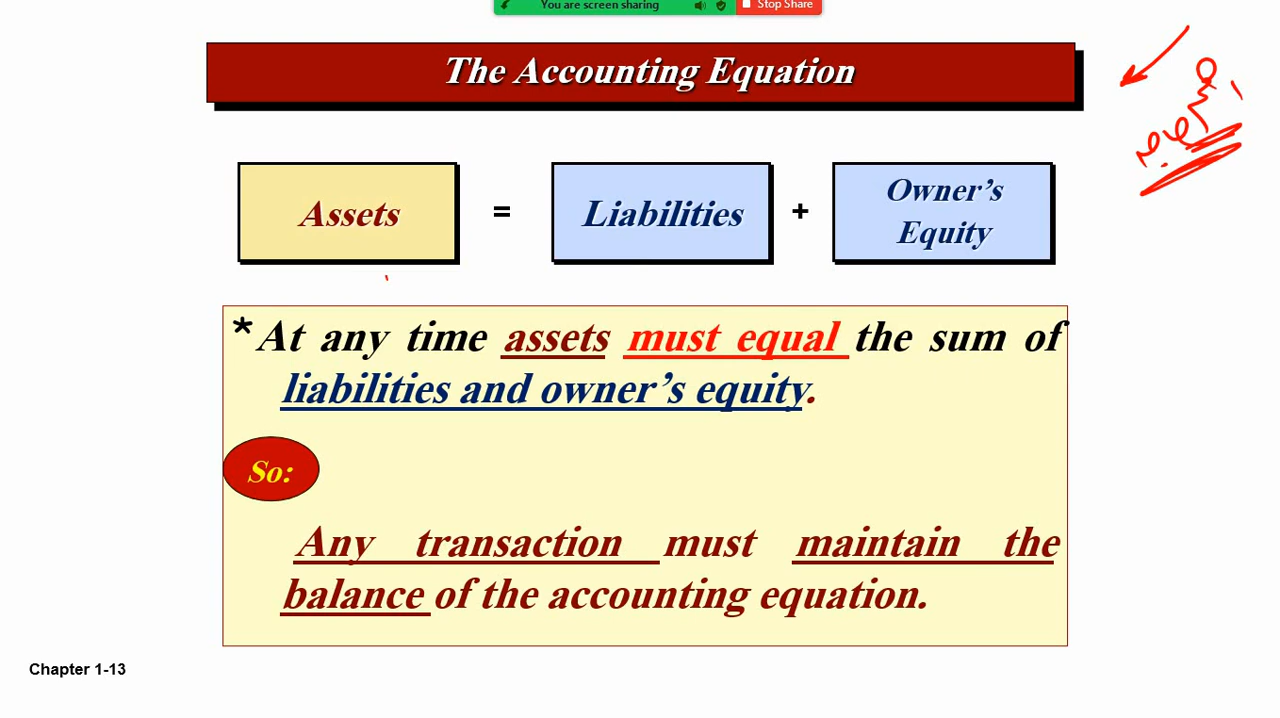 You are screen sharing
Stop Share
The Accounting Equation
Assets
=
Liabilities
+
Owner's
Equity
* At any time assets must equal the sum of
liabilities and owner's equity.
So:
Any transaction must maintain the
balance of the accounting equation.
Chapter 1-13